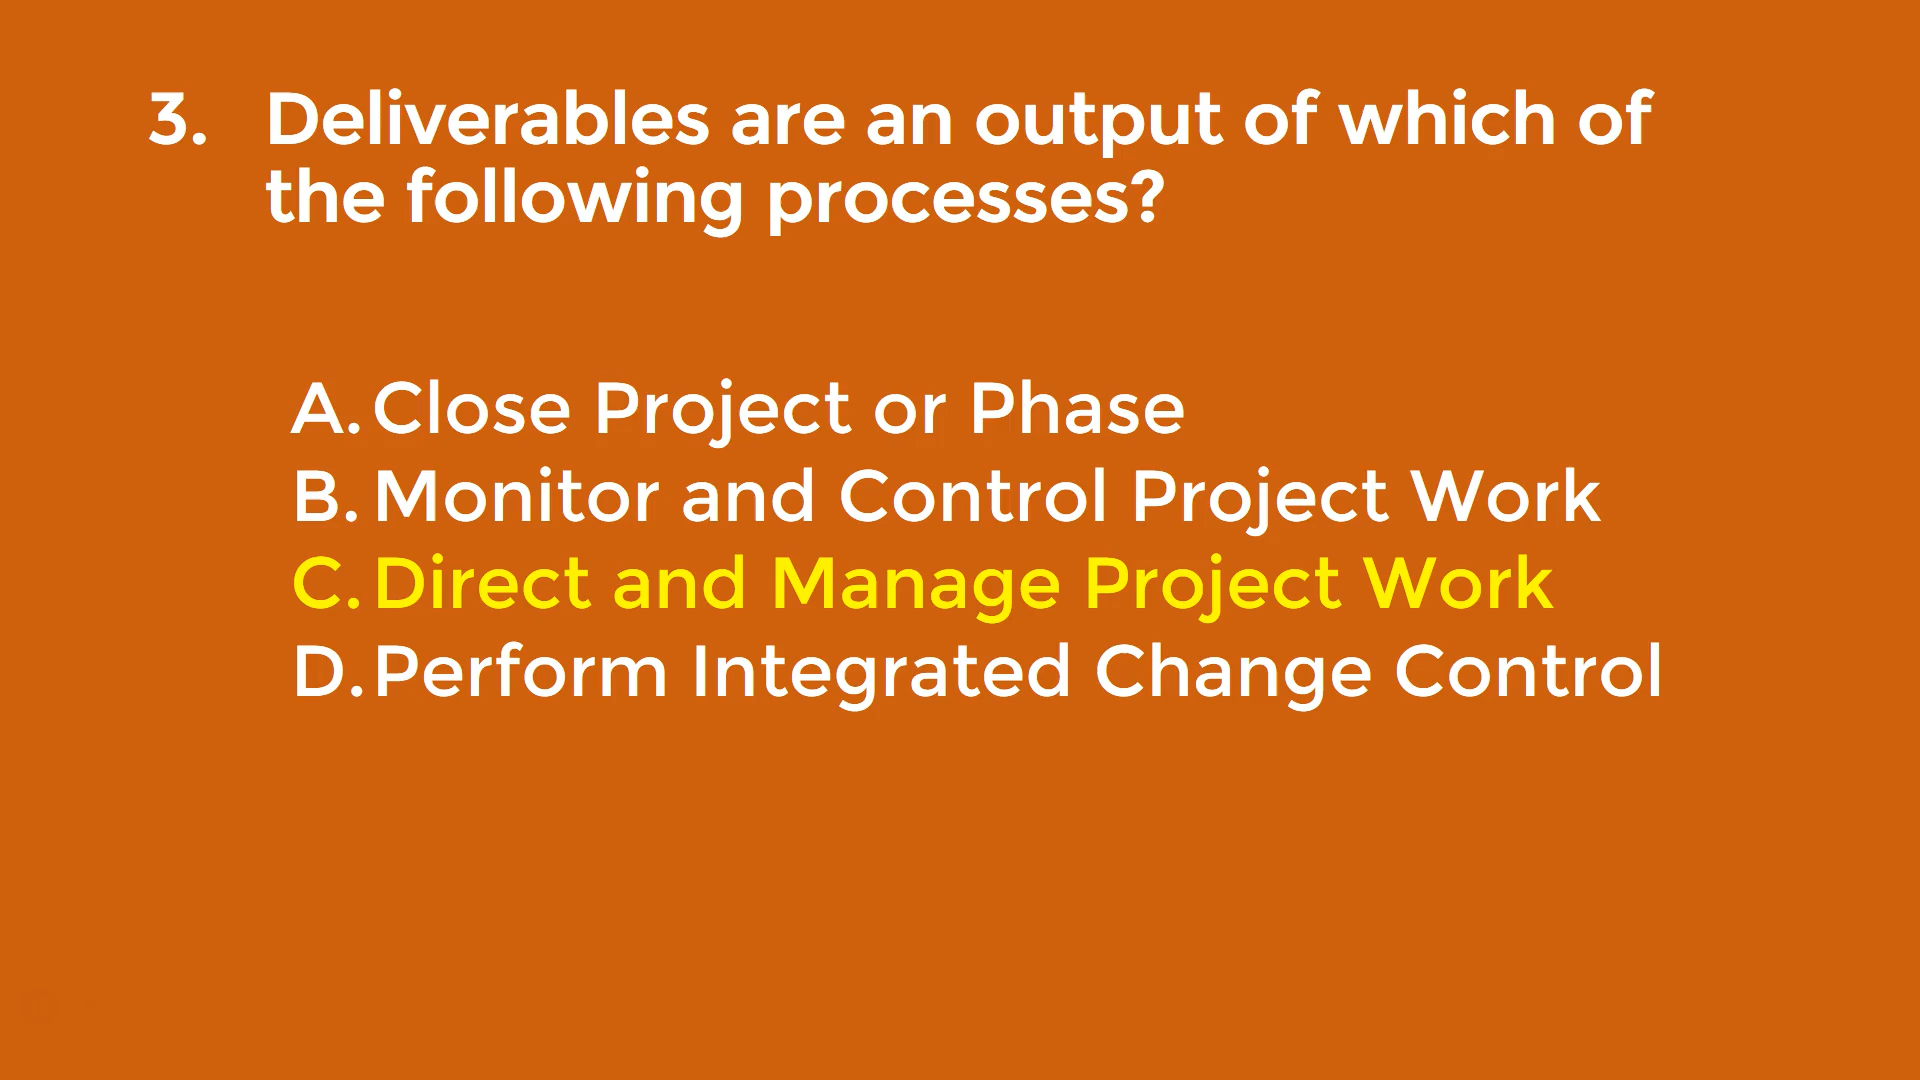 3. Deliverables are an output of which of
the following processes?
A. Close Project or Phase
B. Monitor and Control Project Work
C. Direct and Manage Project Work
D. Perform Integrated Change Control